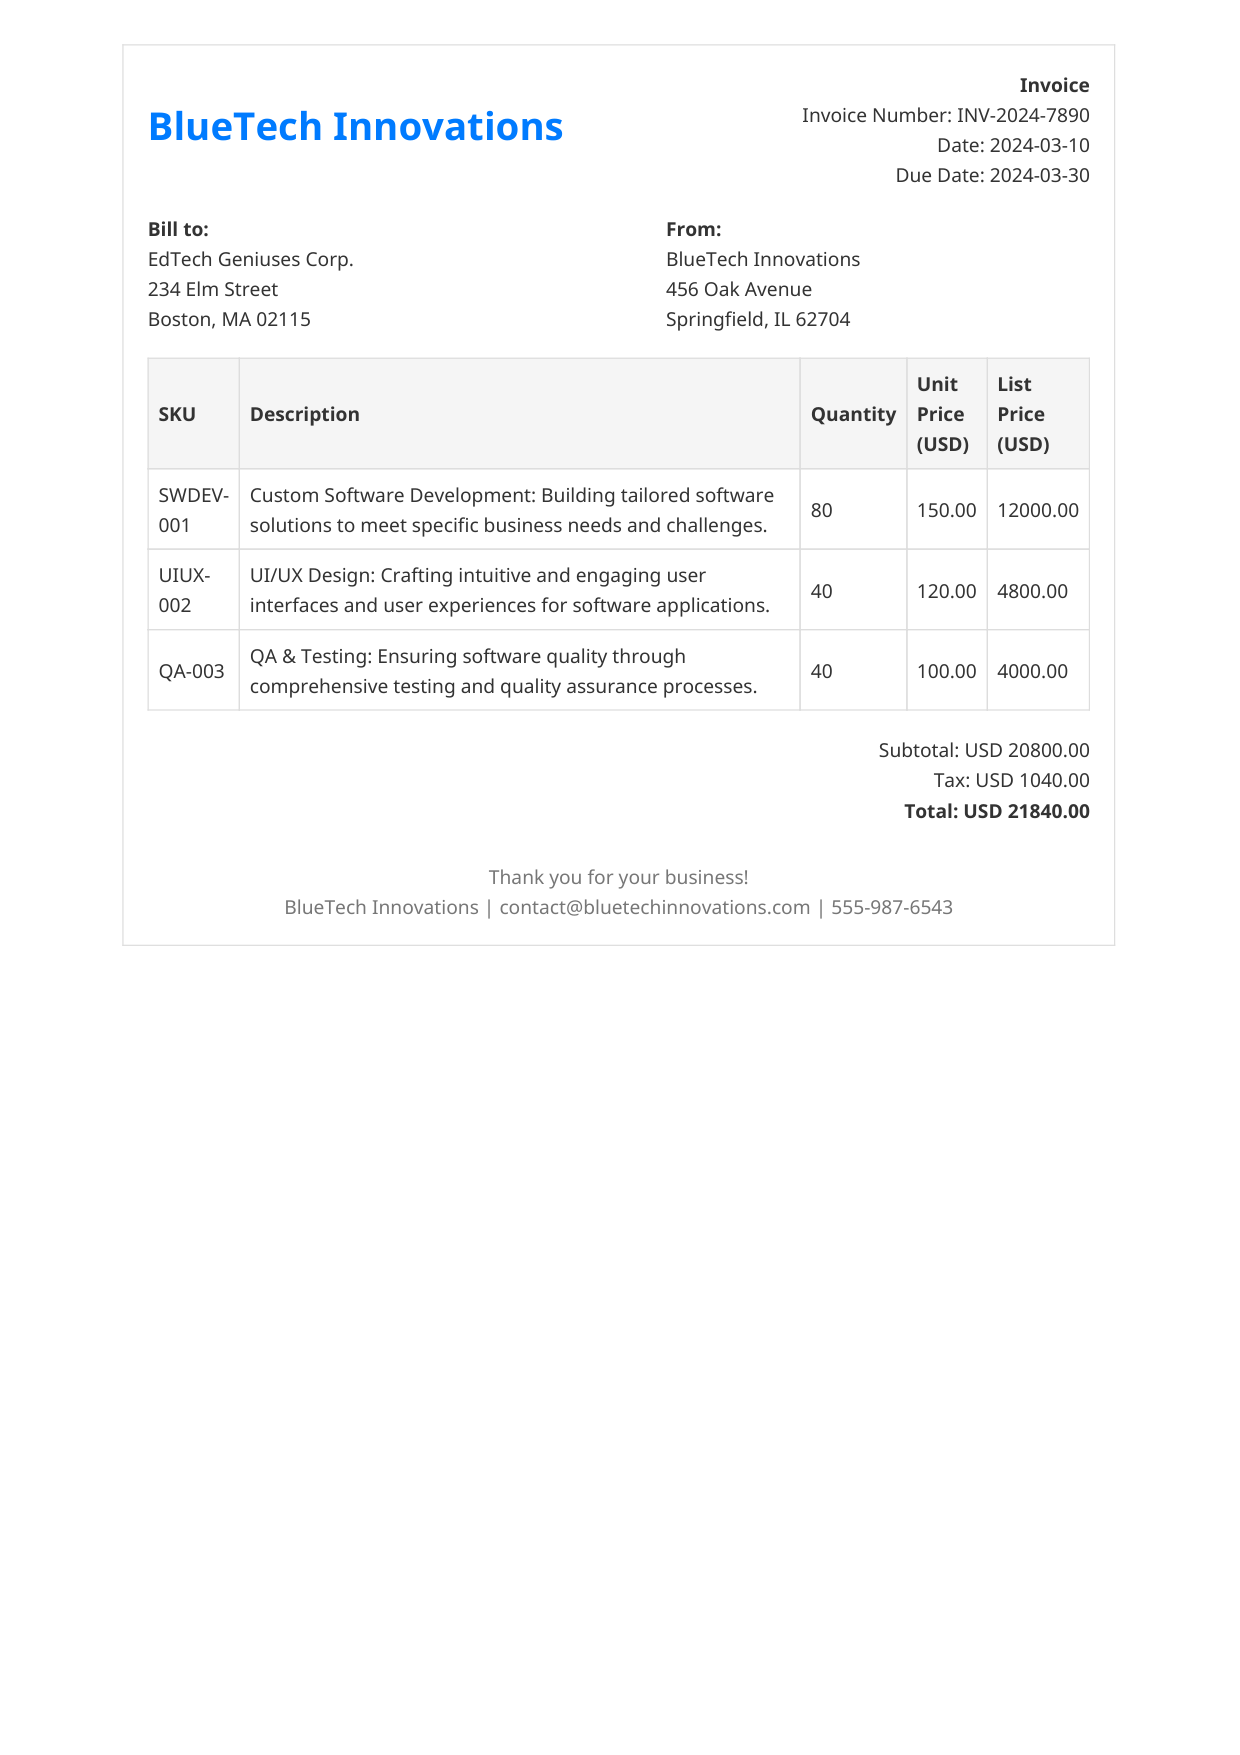 BlueTech Innovations
Invoice
Invoice Number: INV-2024-7890
Date: 2024-03-10
Due Date: 2024-03-30
Bill to:
EdTech Geniuses Corp.
234 Elm Street
Boston, MA 02115
From:
BlueTech Innovations
456 Oak Avenue
Springfield, IL 62704
SKU Description Quantity Unit Price (USD) List Price (USD)
SWDEV-001 Custom Software Development: Building tailored software solutions to meet specific business needs and challenges. 80 150.00 12000.00
UIUX-002 UI/UX Design: Crafting intuitive and engaging user interfaces and user experiences for software applications. 40 120.00 4800.00
QA-003 QA & Testing: Ensuring software quality through comprehensive testing and quality assurance processes. 40 100.00 4000.00
Subtotal: USD 20800.00
Tax: USD 1040.00
Total: USD 21840.00
Thank you for your business!
BlueTech Innovations | contact@bluetechinnovations.com | 555-987-6543